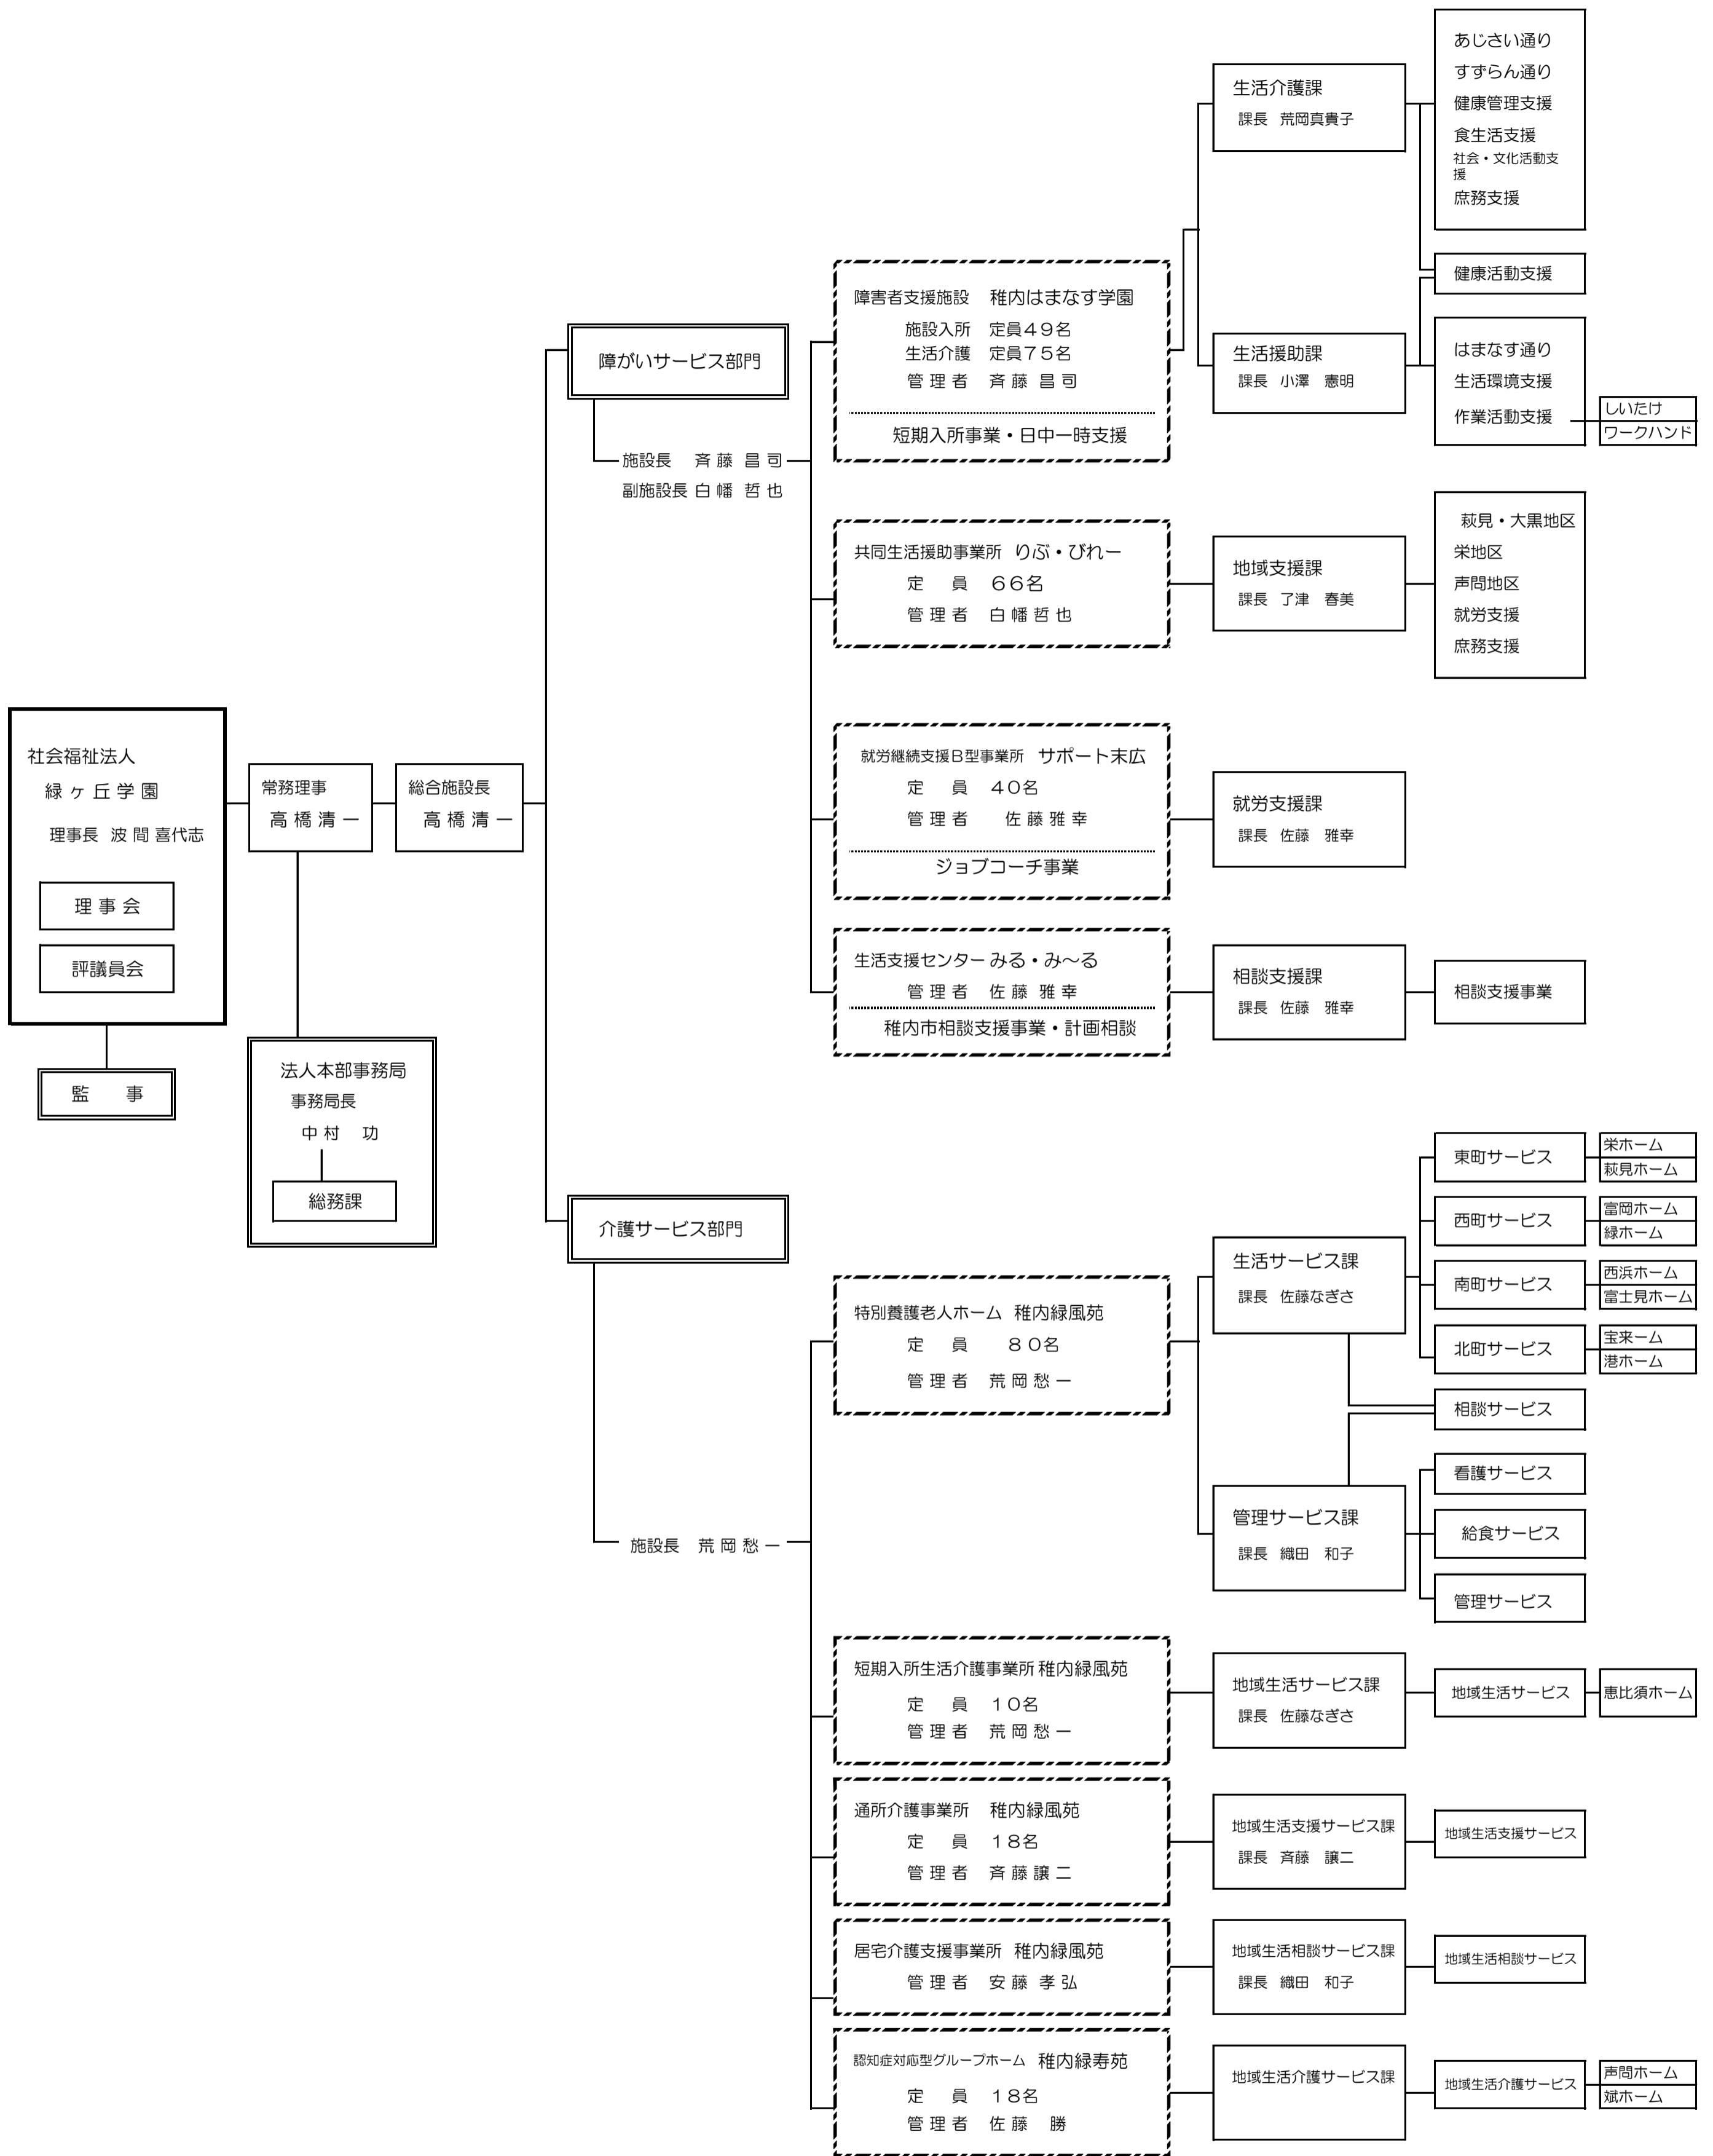 社会福祉法人
緑ヶ丘学園
理事長 波間喜代志
理事会
評議員会
監　事
常務理事
高橋清一
総合施設長
高橋清一
法人本部事務局
事務局長
中村　功
総務課
障がいサービス部門
施設長　斉藤昌司
副施設長 白幡哲也
障害者支援施設　稚内はまなす学園
施設入所　定員４９名
生活介護　定員７５名
管理者　斉藤昌司
短期入所事業・日中一時支援
生活介護課
課長　荒岡真貴子
あじさい通り
すずらん通り
健康管理支援
食生活支援
社会・文化活動支
援
庶務支援
健康活動支援
生活援助課
課長　小澤　憲明
はまなす通り
生活環境支援
作業活動支援
しいたけ
ワークハンド
共同生活援助事業所　りぶ・びれー
定　員　６６名
管理者　白幡哲也
地域支援課
課長　了津　春美
萩見・大黒地区
栄地区
声問地区
就労支援
庶務支援
就労継続支援Ｂ型事業所　サポート末広
定　員　４０名
管理者　佐藤雅幸
ジョブコーチ事業
就労支援課
課長　佐藤　雅幸
生活支援センター みる・み～る
管理者　佐藤雅幸
稚内市相談支援事業・計画相談
相談支援課
課長　佐藤　雅幸
相談支援事業
介護サービス部門
施設長　荒岡愁一
特別養護老人ホーム　稚内緑風苑
定　員　８０名
管理者　荒岡愁一
生活サービス課
課長　佐藤なぎさ
東町サービス
栄ホーム
萩見ホーム
西町サービス
富岡ホーム
緑ホーム
南町サービス
西浜ホーム
富士見ホーム
北町サービス
宝来ーム
港ホーム
相談サービス
管理サービス課
課長　織田　和子
看護サービス
給食サービス
管理サービス
短期入所生活介護事業所 稚内緑風苑
定　員　１０名
管理者　荒岡愁一
地域生活サービス課
課長　佐藤なぎさ
地域生活サービス
恵比須ホーム
通所介護事業所　稚内緑風苑
定　員　１８名
管理者　斉藤譲二
地域生活支援サービス課
課長　斉藤　譲二
地域生活支援サービス
居宅介護支援事業所　稚内緑風苑
管理者　安藤孝弘
地域生活相談サービス課
課長　織田　和子
地域生活相談サービス
認知症対応型グループホーム　稚内緑寿苑
定　員　１８名
管理者　佐藤　勝
地域生活介護サービス課
地域生活介護サービス
声問ホーム
斌ホーム